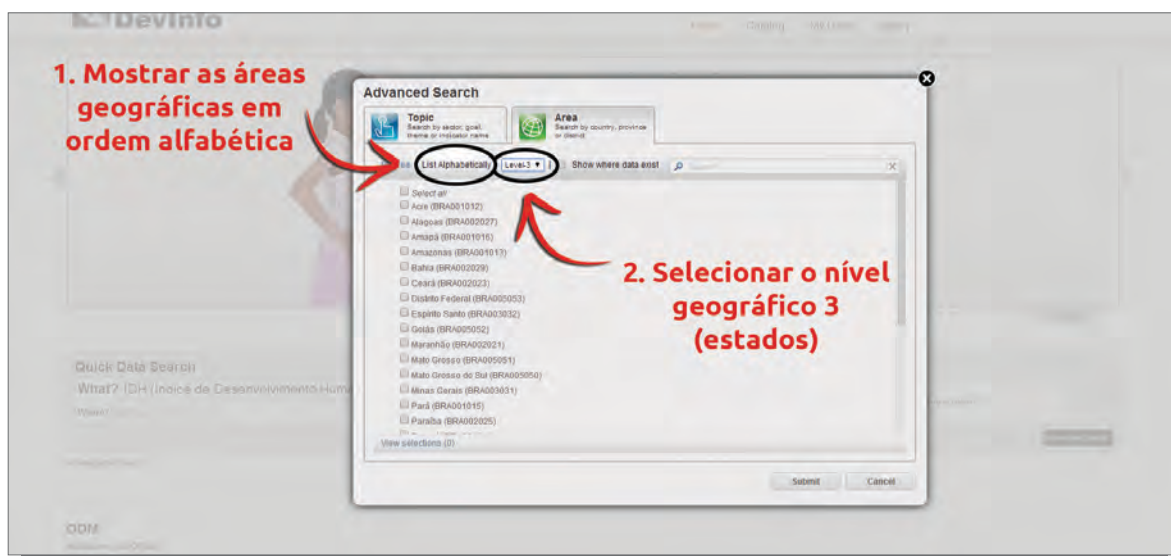 DevInfo
1. Mostrar as áreas
geográficas em
ordem alfabética
Advanced Search
Topic
Search by sector, goal,
theme or indicator name
Area
Search by country, province
or district
List Alphabetically
Level-3
Show where data exist
Select all
Acre (BRA001012)
Alagoas (BRA002027)
Amapá (BRA001016)
Amazonas (BRA001013)
Bahia (BRA002029)
Ceará (BRA002023)
Distrito Federal (BRA005053)
Espírito Santo (BRA003032)
Goiás (BRA005052)
Maranhão (BRA002021)
Mato Grosso (BRA005051)
Mato Grosso do Sul (BRA005050)
Minas Gerais (BRA003031)
Pará (BRA001015)
Paraíba (BRA002025)
View selections (0)
2. Selecionar o nível
geográfico 3
(estados)
Submit
Cancel
Quick Data Search
What? IDH (Índice de Desenvolvimento Huma
ODM